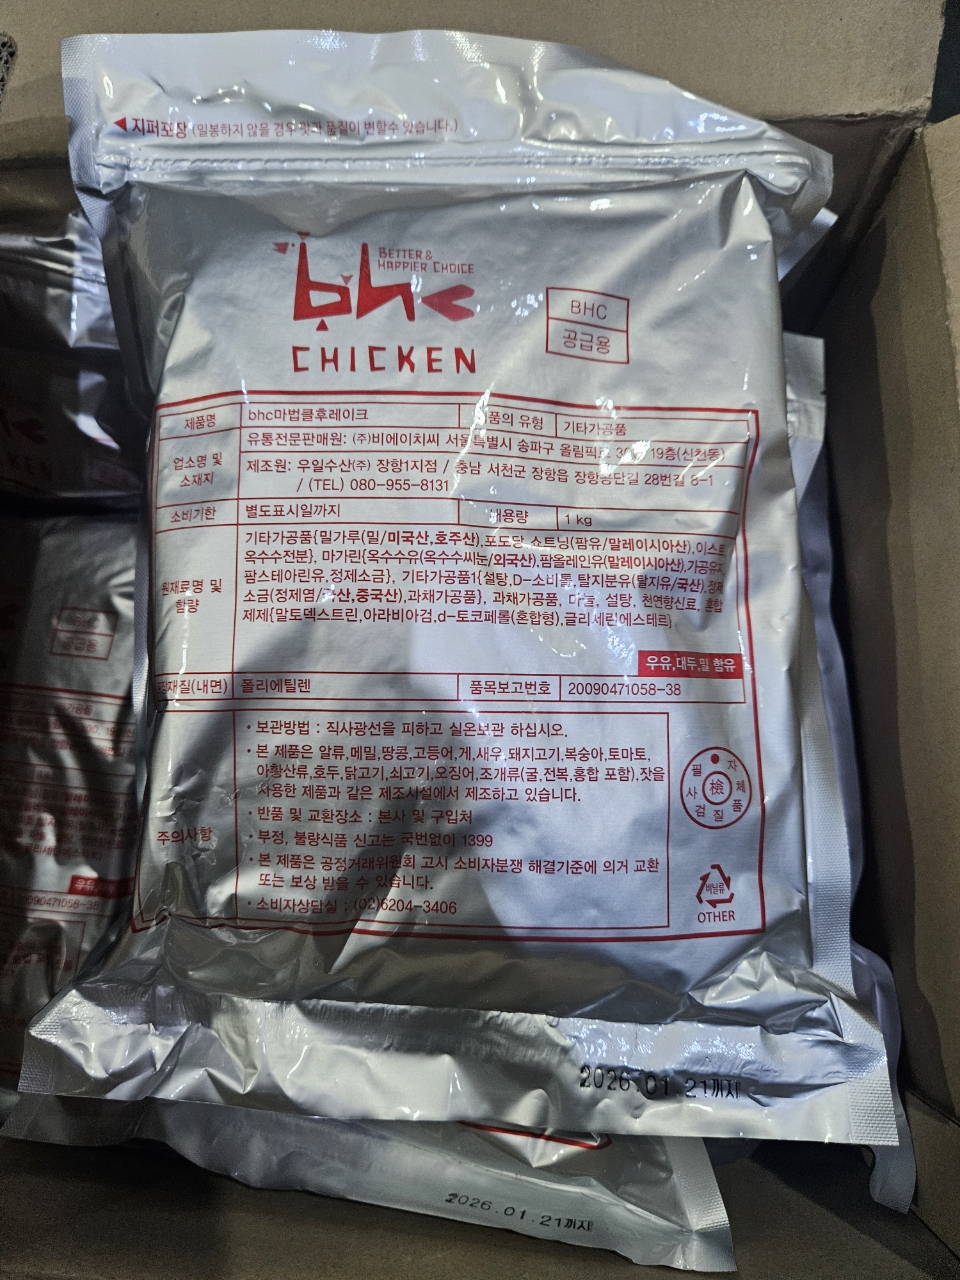 ◀ 지퍼포장 (밀봉하지 않을 경우 맛과 품질이 변할수 있습니다.)
bhc
BETTER &
HAPPIER CHOICE
CHICKEN
BHC
공급용
제품명 bhc마법클후레이크 품의 유형 기타가공품
업소명 및 소재지
유통전문판매원: (주)비에이치씨 서울특별시 송파구 올림픽로 19층(신천동)
제조원: 우일수산(주) 장항1지점 / 충남 서천군 장항읍 장항공단길 28번길 8-1
/ (TEL) 080-955-8131
소비기한 별도표시일까지 내용량 1 kg
원재료명 및 함량
기타가공품{밀가루(밀/미국산,호주산),포도당,쇼트닝(팜유/말레이시아산),이스트
옥수수전분}, 마가린{옥수수유(옥수수씨눈/외국산),팜올레인유(말레이시아산),가공유지
팜스테아린유,정제소금}, 기타가공품1{설탕,D-소비톨,탈지분유(탈지유/국산),정제
소금(정제염/국산,중국산),과채가공품}, 과채가공품, 마늘, 설탕, 천연향신료, 혼합
제제{말토덱스트린,아라비아검,d-토코페롤(혼합형),글리세린에스테르}
우유,대두,밀 함유
재질(내면) 폴리에틸렌 품목보고번호 20090471058-38
주의사항
• 보관방법 : 직사광선을 피하고 실온보관 하십시오.
• 본 제품은 알류,메밀,땅콩,고등어,게,새우,돼지고기,복숭아,토마토,
아황산류,호두,닭고기,쇠고기,오징어,조개류(굴,전복,홍합 포함),잣을
사용한 제품과 같은 제조시설에서 제조하고 있습니다.
• 반품 및 교환장소 : 본사 및 구입처
• 부정, 불량식품 신고는 국번없이 1399
• 본 제품은 공정거래위원회 고시 소비자분쟁 해결기준에 의거 교환
또는 보상 받을 수 있습니다.
• 소비자상담실 : (02)6204-3406
자체품질검사필
檢
비닐류
OTHER
2026.01.21까지
2026.01.21까지
공급용